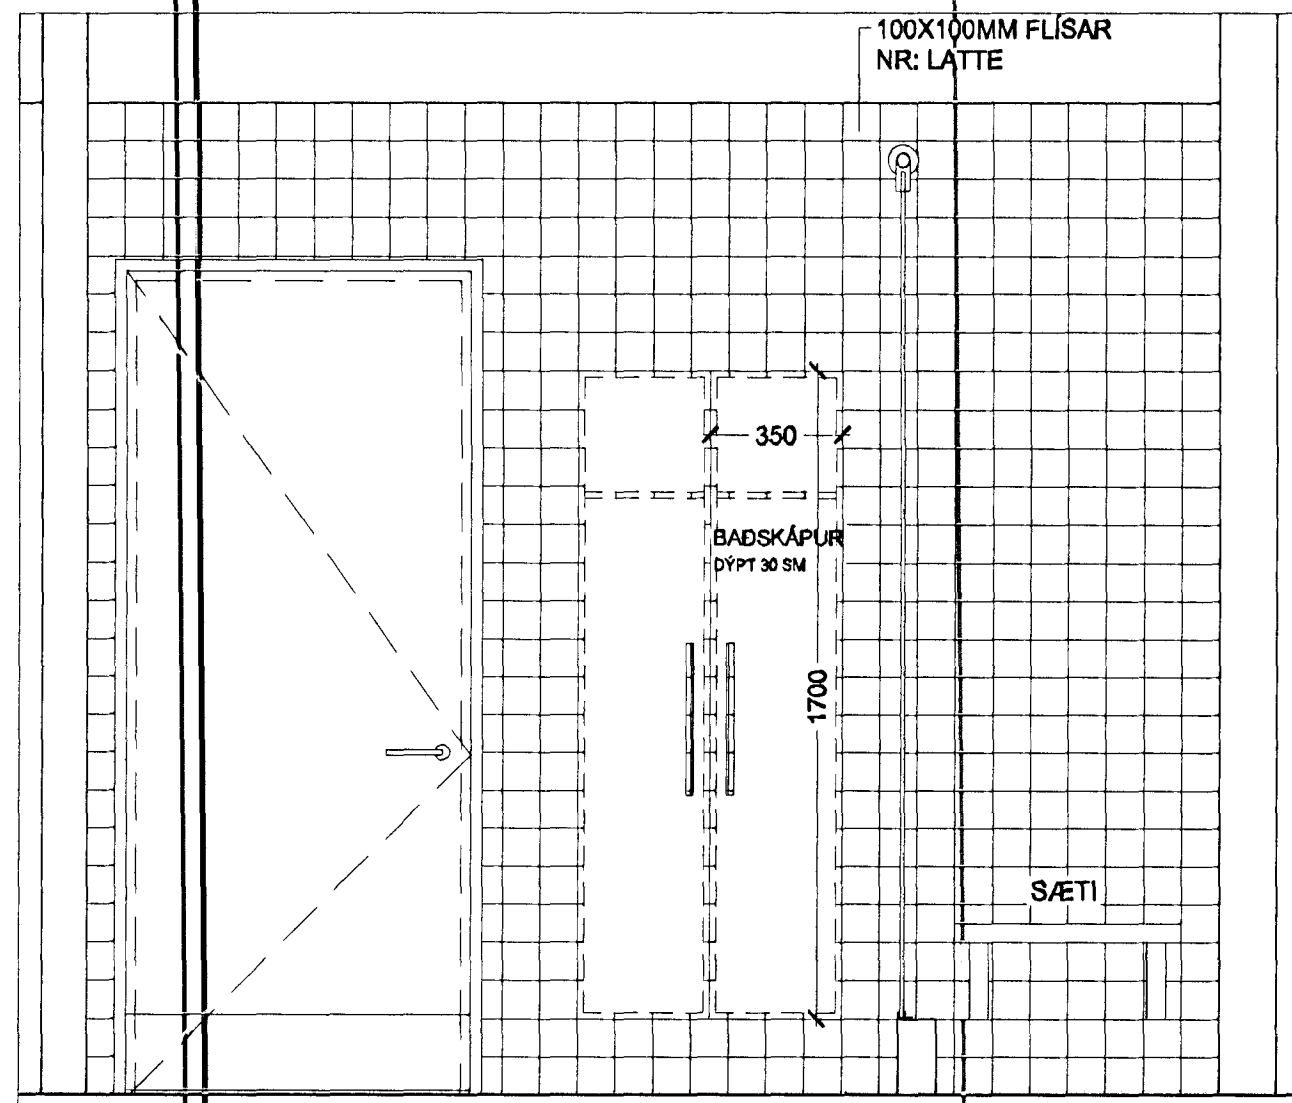 100X100MM FLÍSAR
NR: LATTE
350
BAÐSKÁPUR
DÝPT 30 SM
1700
SÆTI